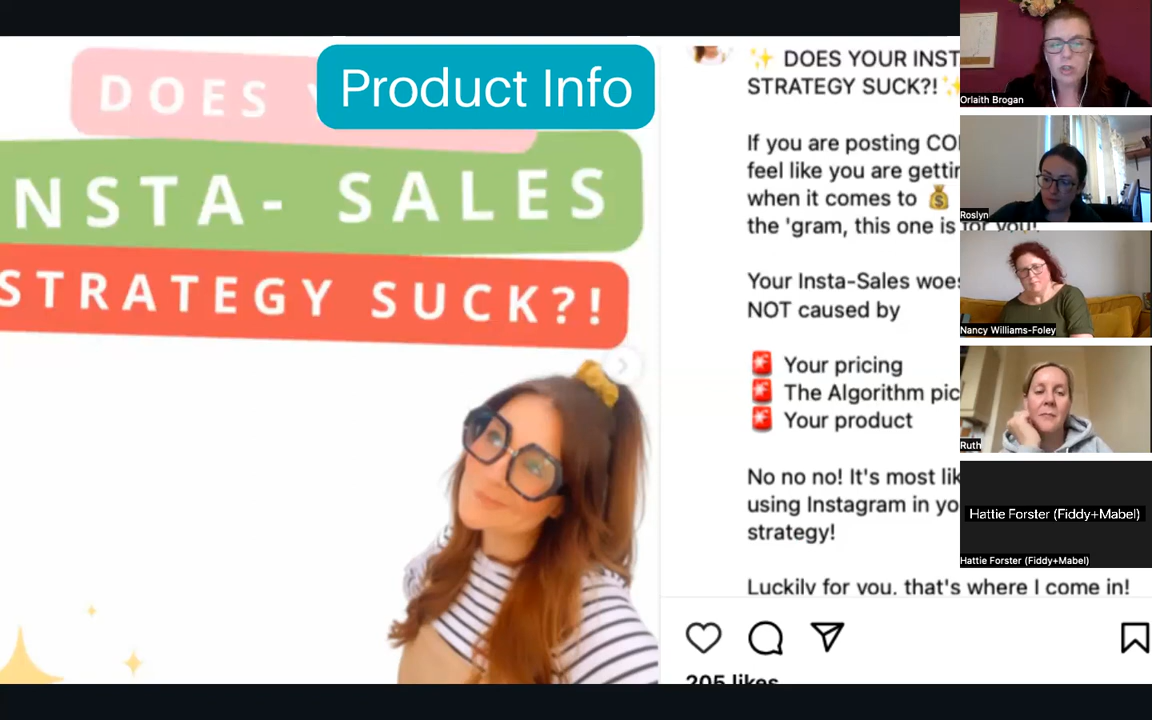 DOES
Product Info
NSTA- SALES
STRATEGY SUCK?!
✨ DOES YOUR INST
STRATEGY SUCK?!✨
If you are posting CO
feel like you are gettin
when it comes to 💰
the 'gram, this one is for you!
Your Insta-Sales woes
NOT caused by
🚨 Your pricing
🚨 The Algorithm pic
🚨 Your product
No no no! It's most lik
using Instagram in yo
strategy!
Luckily for you, that's where I come in!
205 likes
Orlaith Brogan
Roslyn
Nancy Williams-Foley
Ruth
Hattie Forster (Fiddy+Mabel)
Hattie Forster (Fiddy+Mabel)